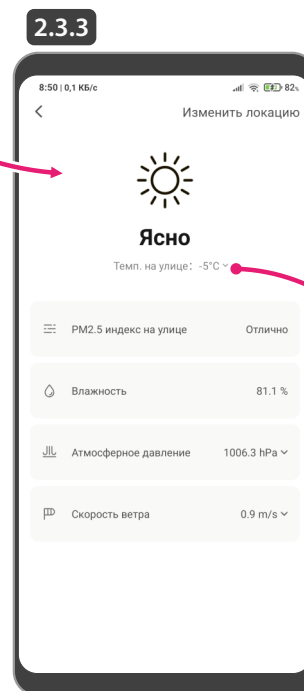 2.3.3
8:50 | 0,1 КБ/с 82%
Изменить локацию
Ясно
Темп. на улице: -5°C
PM2.5 индекс на улице Отлично
Влажность 81.1 %
Атмосферное давление 1006.3 hPa
Скорость ветра 0.9 m/s